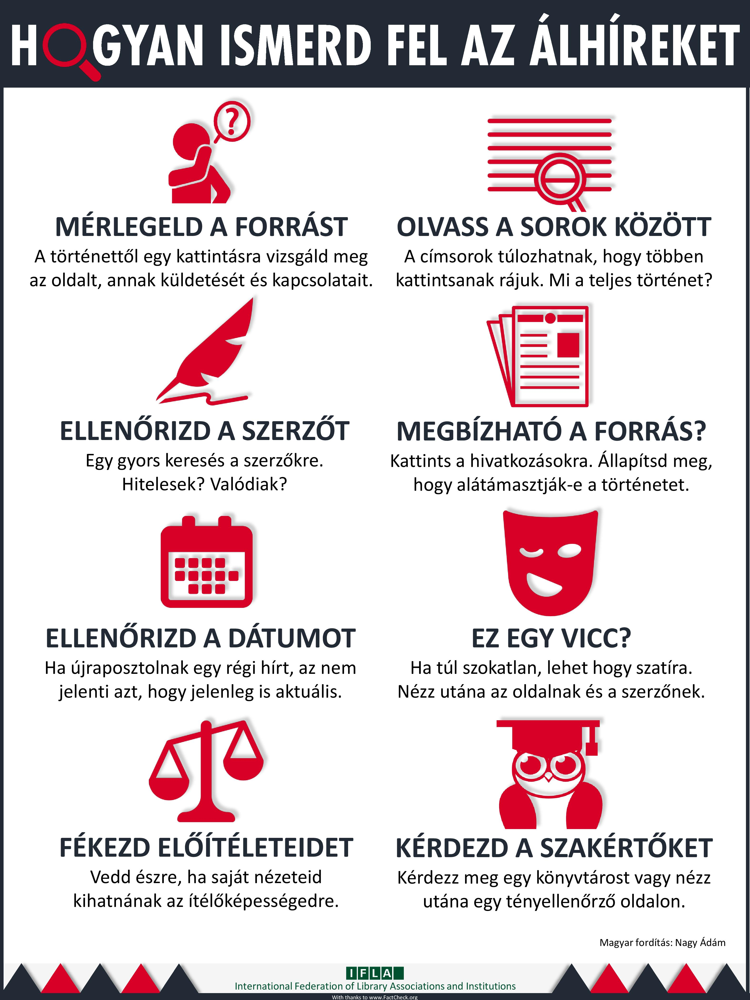 HOGYAN ISMERD FEL AZ ÁLHÍREKET
MÉRLEGELD A FORRÁST
A történettől egy kattintásra vizsgáld meg
az oldalt, annak küldetését és kapcsolatait.
OLVASS A SOROK KÖZÖTT
A címsorok túlozhatnak, hogy többen
kattintsanak rájuk. Mi a teljes történet?
ELLENŐRIZD A SZERZŐT
Egy gyors keresés a szerzőkre.
Hitelesek? Valódiak?
MEGBÍZHATÓ A FORRÁS?
Kattints a hivatkozásokra. Állapítsd meg,
hogy alátámasztják-e a történetet.
ELLENŐRIZD A DÁTUMOT
Ha újraposztolnak egy régi hírt, az nem
jelenti azt, hogy jelenleg is aktuális.
EZ EGY VICC?
Ha túl szokatlan, lehet hogy szatíra.
Nézz utána az oldalnak és a szerzőnek.
FÉKEZD ELŐÍTÉLETEIDET
Vedd észre, ha saját nézeteid
kihatnának az ítélőképességedre.
KÉRDEZD A SZAKÉRTŐKET
Kérdezz meg egy könyvtárost vagy nézz
utána egy tényellenőrző oldalon.
Magyar fordítás: Nagy Ádám
IFLA
International Federation of Library Associations and Institutions
With thanks to www.FactCheck.org